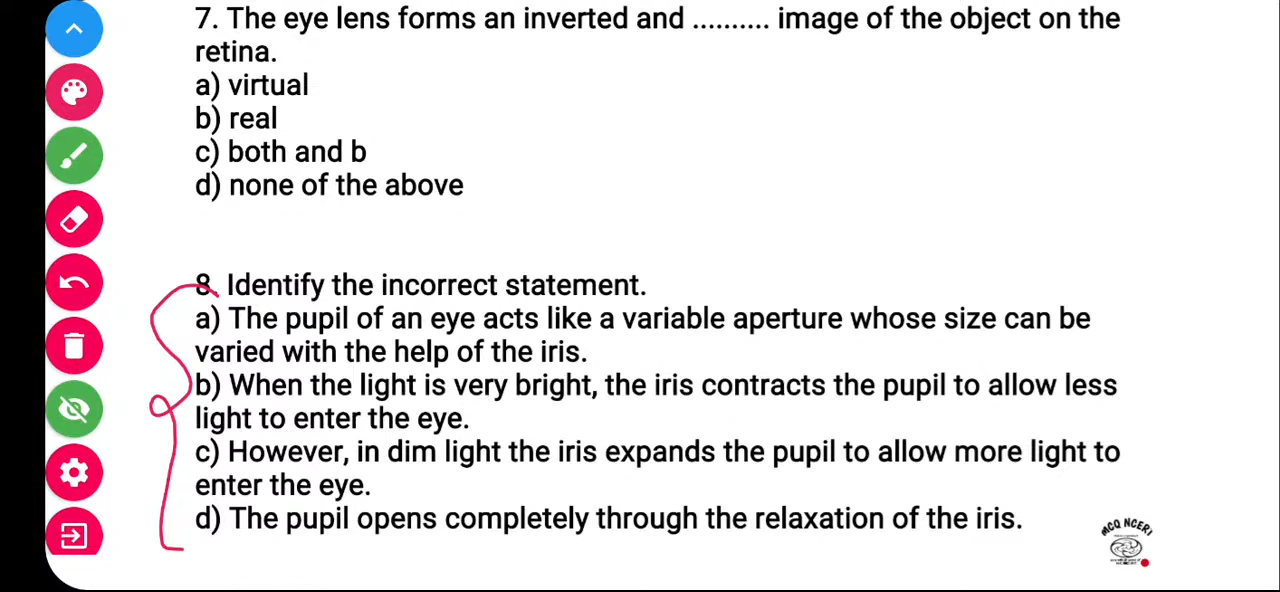 7. The eye lens forms an inverted and .......... image of the object on the
retina.
a) virtual
b) real
c) both and b
d) none of the above
8. Identify the incorrect statement.
a) The pupil of an eye acts like a variable aperture whose size can be
varied with the help of the iris.
b) When the light is very bright, the iris contracts the pupil to allow less
light to enter the eye.
c) However, in dim light the iris expands the pupil to allow more light to
enter the eye.
d) The pupil opens completely through the relaxation of the iris.
MCQ NCERT